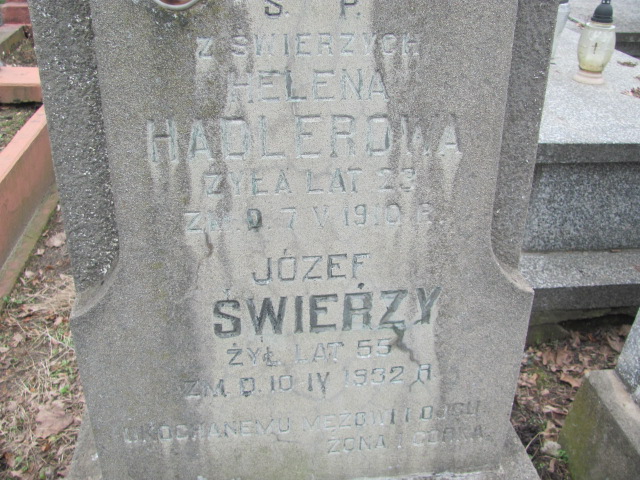 Ś. P.
Z ŚWIERZYCH
HELENA
HADLEROWA
ŻYŁA LAT 23
ZM. D. 7 V 1910 R.
JÓZEF
ŚWIERZY
ŻYŁ LAT 55
ZM. D. 10 IV 1932 R
UKOCHANEMU MĘŻOWI I OJCU
ŻONA I CÓRKA